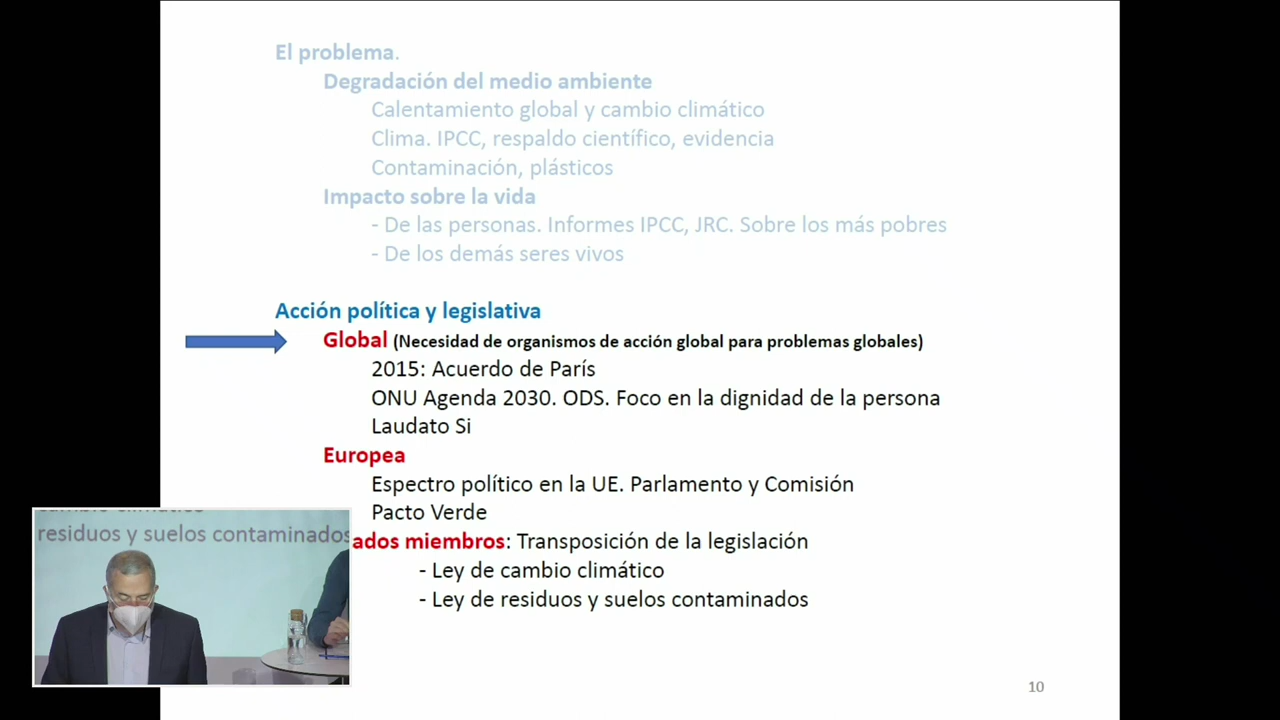 El problema.
Degradación del medio ambiente
Calentamiento global y cambio climático
Clima. IPCC, respaldo científico, evidencia
Contaminación, plásticos
Impacto sobre la vida
- De las personas. Informes IPCC, JRC. Sobre los más pobres
- De los demás seres vivos
Acción política y legislativa
Global (Necesidad de organismos de acción global para problemas globales)
2015: Acuerdo de París
ONU Agenda 2030. ODS. Foco en la dignidad de la persona
Laudato Si
Europea
Espectro político en la UE. Parlamento y Comisión
Pacto Verde
ados miembros: Transposición de la legislación
- Ley de cambio climático
- Ley de residuos y suelos contaminados
residuos y suelos contaminados
10